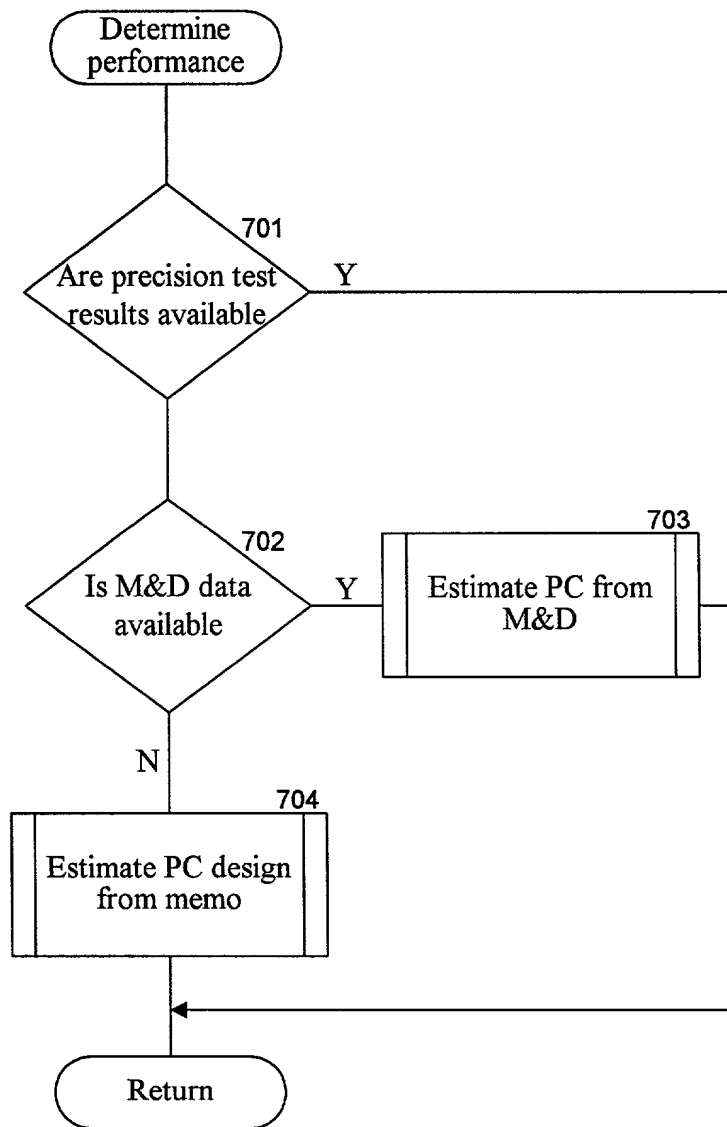 Determine
performance
701
Are precision test
results available
Y
702
Is M&D data
available
Y
703
Estimate PC from
M&D
N
704
Estimate PC design
from memo
Return